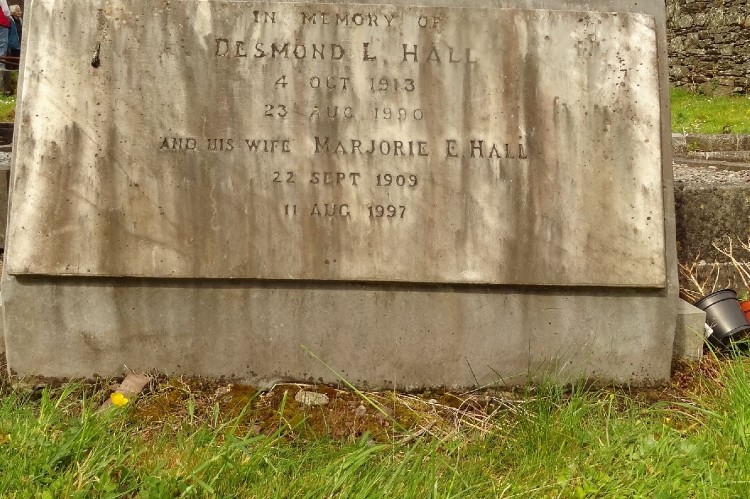 IN MEMORY OF
DESMOND L. HALL
4 OCT 1913
23 AUG 1990
AND HIS WIFE MARJORIE E. HALL
22 SEPT 1909
11 AUG 1997